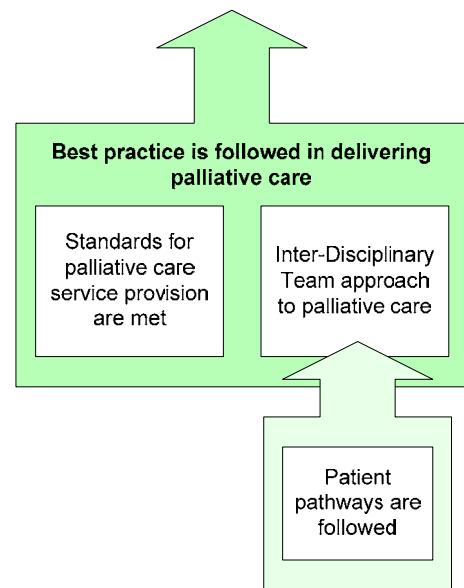 Best practice is followed in delivering
palliative care
Standards for
palliative care
service provision
are met
Inter-Disciplinary
Team approach
to palliative care
Patient
pathways are
followed